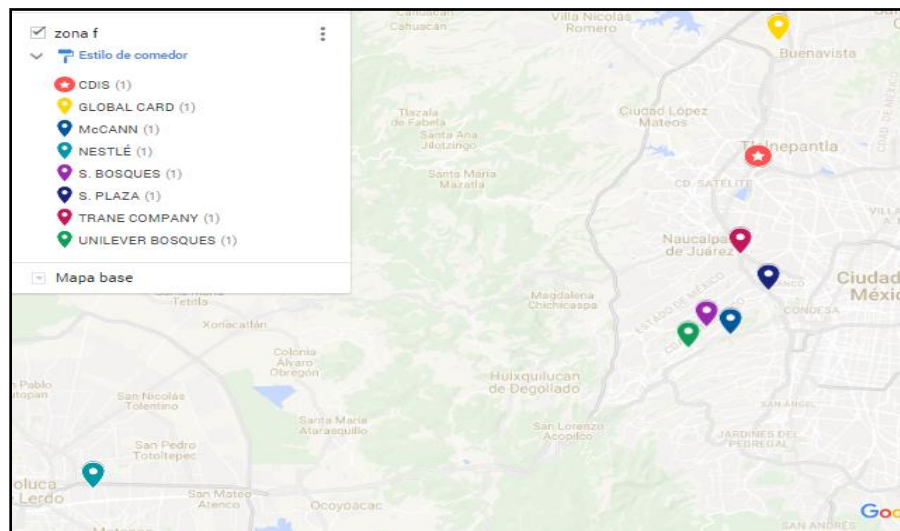 zona f
Estilo de comedor
CDIS (1)
GLOBAL CARD (1)
McCANN (1)
NESTLÉ (1)
S. BOSQUES (1)
S. PLAZA (1)
TRANE COMPANY (1)
UNILEVER BOSQUES (1)
Mapa base
Cahuacán
Villa Nicolás
Romero
Buenavista
Tlazala
de Fabela
Ciudad López
Mateos
Santa Ana
Jilotzingo
Santa María
Mazatla
CD. SATÉLITE
Naucalpan
de Juárez
Ciudad
Méxic
Magdalena
Chichicaspa
ESTADO DE MÉXICO
CONDESA
Xonacatlán
Colonia
Álvaro
Obregón
Huixquilucan
de Degollado
San Nicolás
Tolentino
Santa María
Atarasquillo
San Lorenzo
Acopilco
SAN ÁNGEL
JARDINES DEL
PEDREGAL
San Pedro
Totoltepec
oluca
Lerdo
San Mateo
Atenco
Ocoyoacac
SAN ANDRÉS
Goo